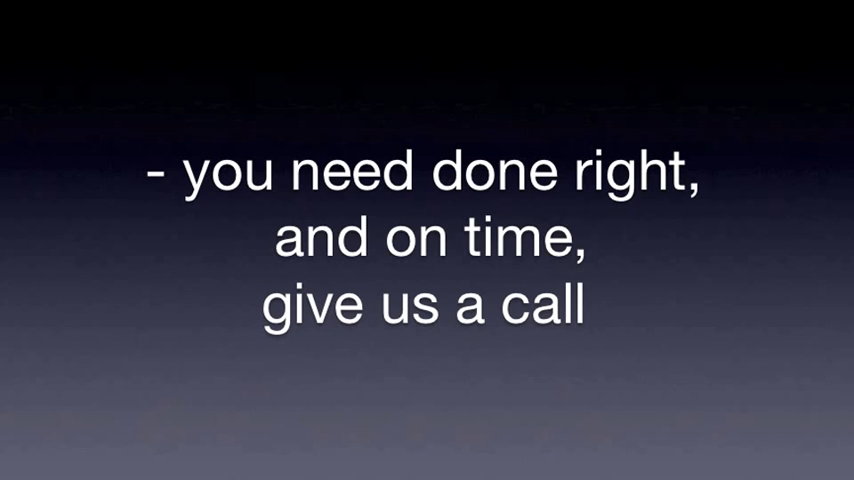 - you need done right,
and on time,
give us a call